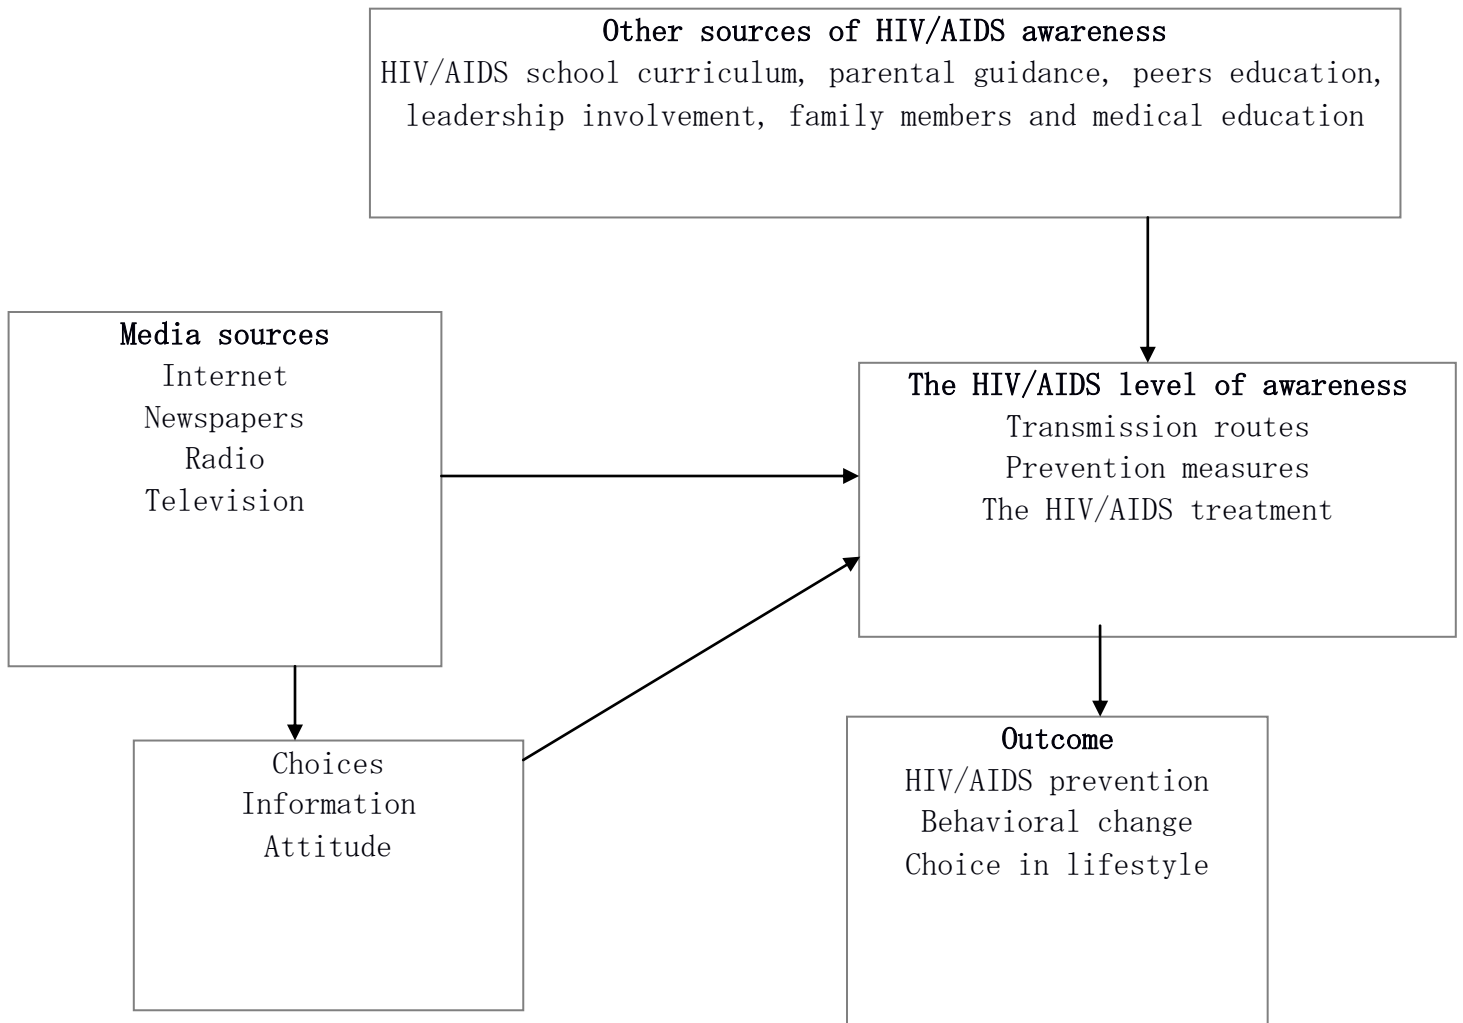 Other sources of HIV/AIDS awareness
HIV/AIDS school curriculum, parental guidance, peers education,
leadership involvement, family members and medical education
Media sources
Internet
Newspapers
Radio
Television
The HIV/AIDS level of awareness
Transmission routes
Prevention measures
The HIV/AIDS treatment
Choices
Information
Attitude
Outcome
HIV/AIDS prevention
Behavioral change
Choice in lifestyle